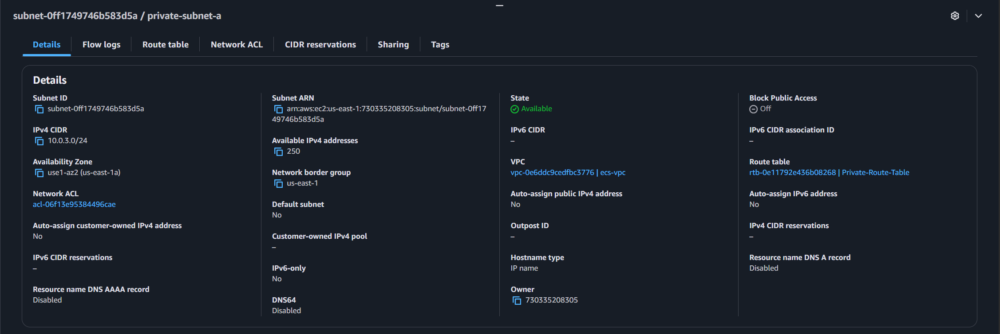 subnet-0ff1749746b583d5a / private-subnet-a
Details
Flow logs
Route table
Network ACL
CIDR reservations
Sharing
Tags
Details
Subnet ID
subnet-0ff1749746b583d5a
IPv4 CIDR
10.0.3.0/24
Availability Zone
use1-az2 (us-east-1a)
Network ACL
acl-06f13e95384496cae
Auto-assign customer-owned IPv4 address
No
IPv6 CIDR reservations
–
Resource name DNS AAAA record
Disabled
Subnet ARN
arn:aws:ec2:us-east-1:730335208305:subnet/subnet-0ff17
49746b583d5a
Available IPv4 addresses
250
Network border group
us-east-1
Default subnet
No
Customer-owned IPv4 pool
–
IPv6-only
No
DNS64
Disabled
State
Available
IPv6 CIDR
–
VPC
vpc-0e6ddc9cedfbc3776 | ecs-vpc
Auto-assign public IPv4 address
No
Outpost ID
–
Hostname type
IP name
Owner
730335208305
Block Public Access
Off
IPv6 CIDR association ID
–
Route table
rtb-0e11792e436b08268 | Private-Route-Table
Auto-assign IPv6 address
No
IPv4 CIDR reservations
–
Resource name DNS A record
Disabled